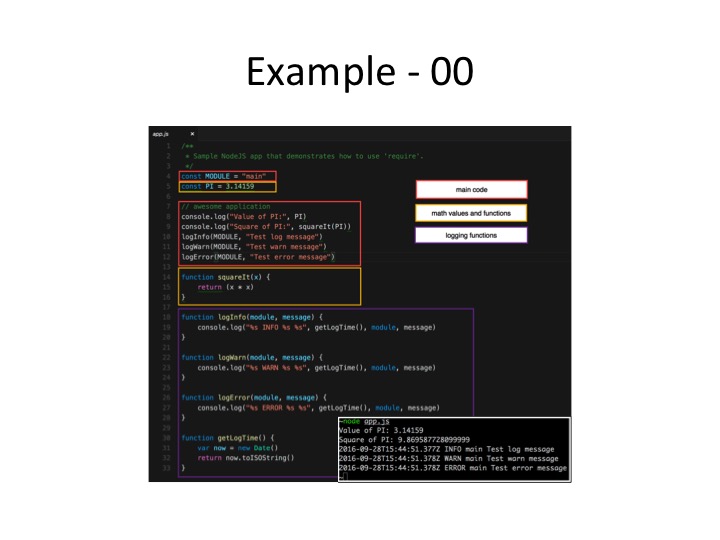 Example - 00
app.js ×
1 /**
2 * Sample NodeJS app that demonstrates how to use 'require'.
3 */
4 const MODULE = "main"
5 const PI = 3.14159
6
7 // awesome application
8 console.log("Value of PI:", PI)
9 console.log("Square of PI:", squareIt(PI))
10 logInfo(MODULE, "Test log message")
11 logWarn(MODULE, "Test warn message")
12 logError(MODULE, "Test error message")
13
14 function squareIt(x) {
15 return (x * x)
16 }
17
18 function logInfo(module, message) {
19 console.log("%s INFO %s %s", getLogTime(), module, message)
20 }
21
22 function logWarn(module, message) {
23 console.log("%s WARN %s %s", getLogTime(), module, message)
24 }
25
26 function logError(module, message) {
27 console.log("%s ERROR %s %s", getLogTime(), module, message)
28 }
29
30 function getLogTime() {
31 var now = new Date()
32 return now.toISOString()
33 }
main code
math values and functions
logging functions
~node app.js
Value of PI: 3.14159
Square of PI: 9.869587728099999
2016-09-28T15:44:51.377Z INFO main Test log message
2016-09-28T15:44:51.378Z WARN main Test warn message
2016-09-28T15:44:51.378Z ERROR main Test error message
~